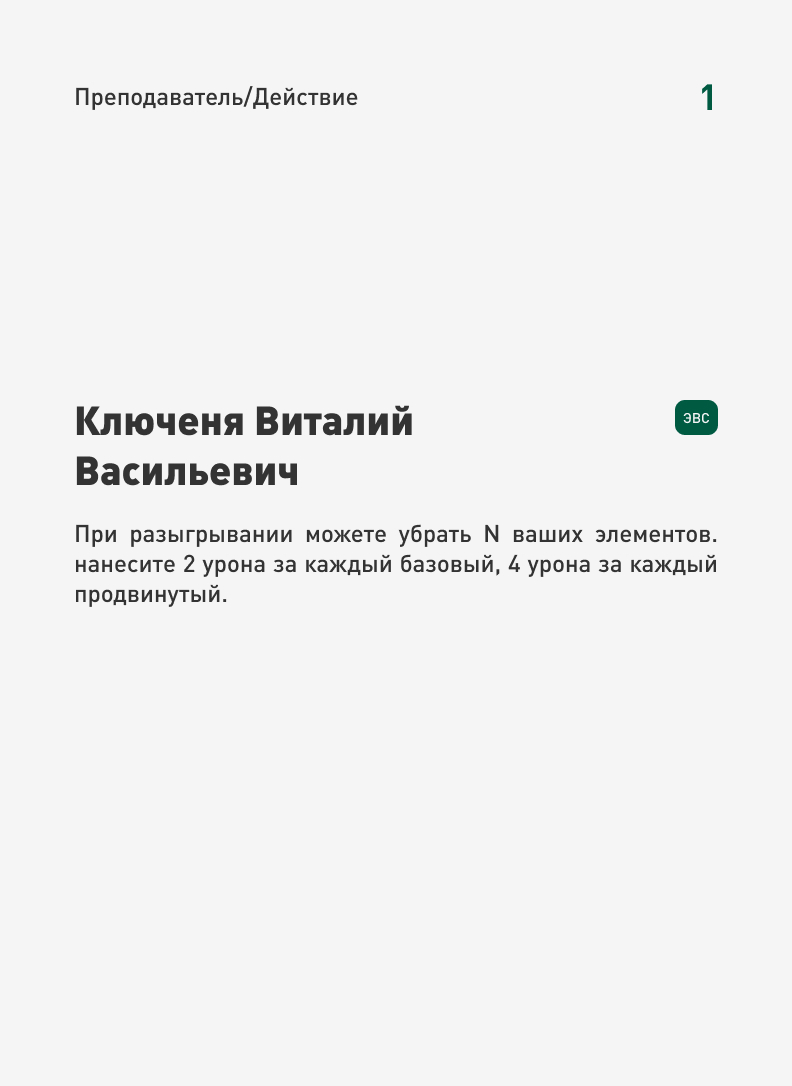 Преподаватель/Действие
1
Ключеня Виталий
Васильевич
ЭВС
При разыгрывании можете убрать N ваших элементов.
нанесите 2 урона за каждый базовый, 4 урона за каждый
продвинутый.